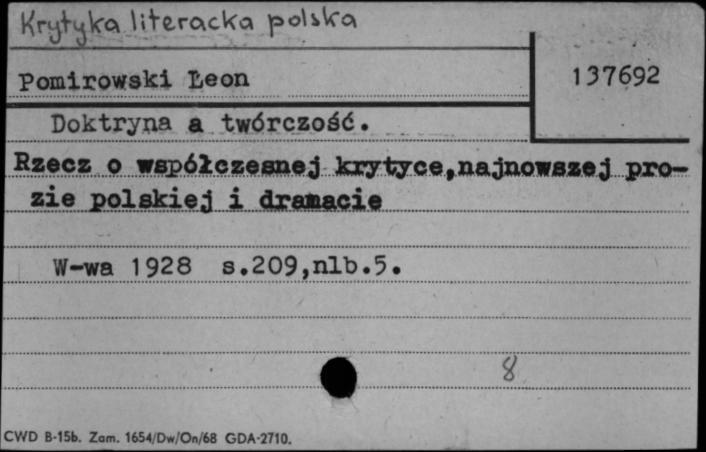 Krytyka literacka polska
Pomirowski Leon
137692
Doktryna a twórczość.
Rzecz o współczesnej krytyce,najnowszej pro-
zie polskiej i dramacie
W-wa 1928 s.209,nlb.5.
8
CWD B-15b. Zam. 1654/Dw/On/68 GDA-2710.